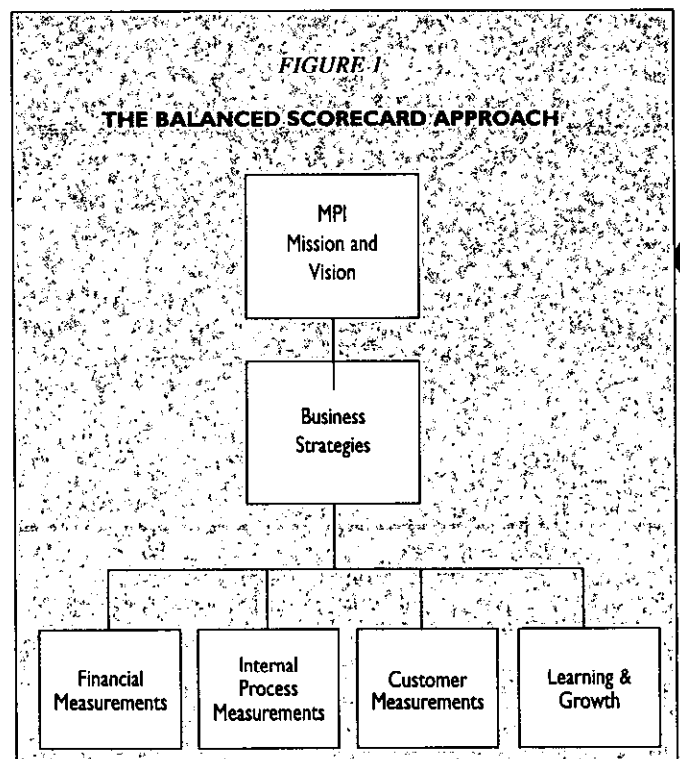 FIGURE 1
THE BALANCED SCORECARD APPROACH
MPI
Mission and
Vision
Business
Strategies
Financial
Measurements
Internal
Process
Measurements
Customer
Measurements
Learning &
Growth